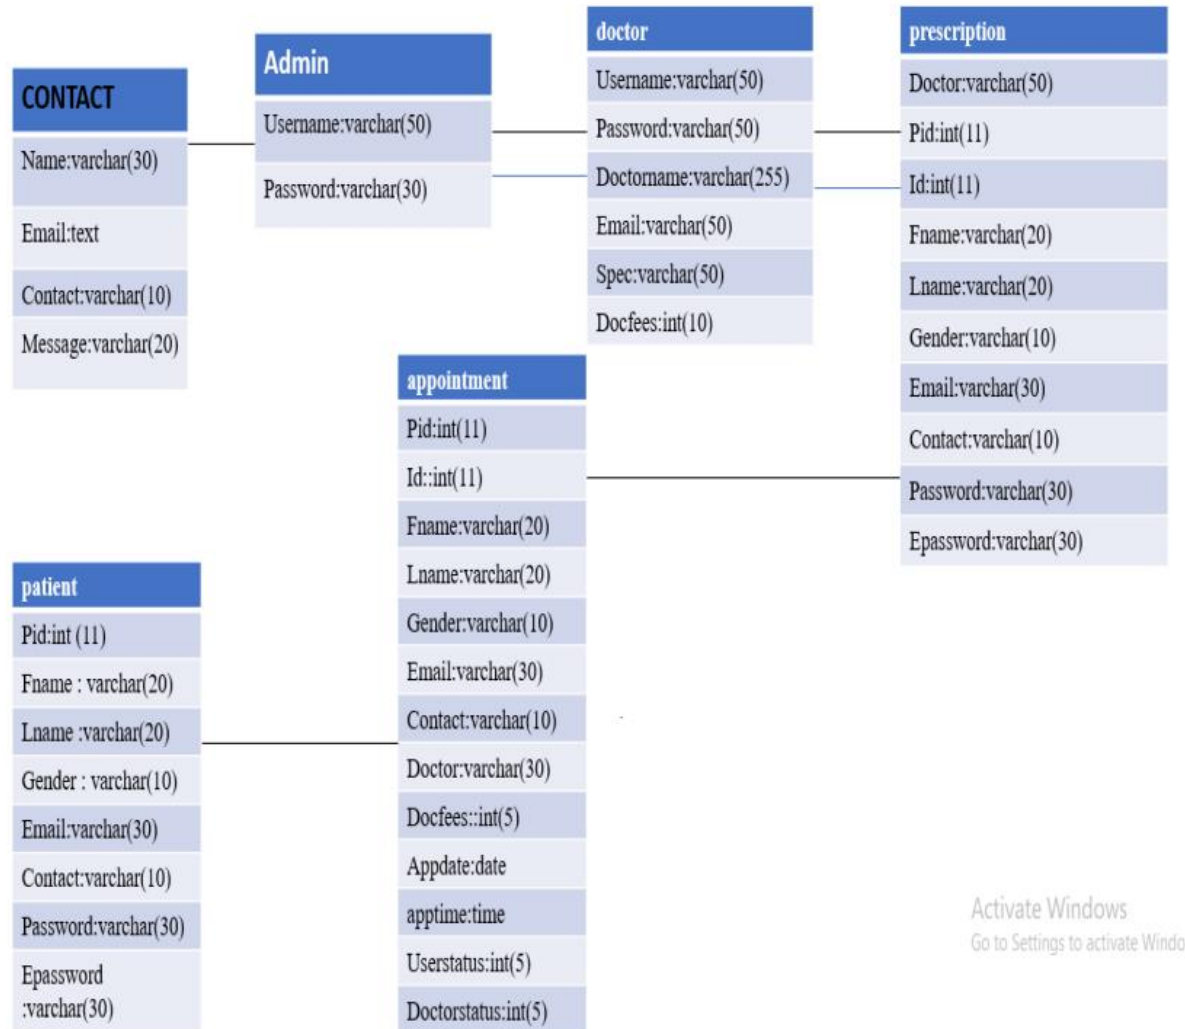 CONTACT
Name:varchar(30)
Email:text
Contact:varchar(10)
Message:varchar(20)
Admin
Username:varchar(50)
Password:varchar(30)
doctor
Username:varchar(50)
Password:varchar(50)
Doctorname:varchar(255)
Email:varchar(50)
Spec:varchar(50)
Docfees:int(10)
prescription
Doctor:varchar(50)
Pid:int(11)
Id:int(11)
Fname:varchar(20)
Lname:varchar(20)
Gender:varchar(10)
Email:varchar(30)
Contact:varchar(10)
Password:varchar(30)
Epassword:varchar(30)
appointment
Pid:int(11)
Id::int(11)
Fname:varchar(20)
Lname:varchar(20)
Gender:varchar(10)
Email:varchar(30)
Contact:varchar(10)
Doctor:varchar(30)
Docfees::int(5)
Appdate:date
apptime:time
Userstatus:int(5)
Doctorstatus:int(5)
patient
Pid:int (11)
Fname : varchar(20)
Lname :varchar(20)
Gender : varchar(10)
Email:varchar(30)
Contact:varchar(10)
Password:varchar(30)
Epassword
:varchar(30)
Activate Windows
Go to Settings to activate Windo